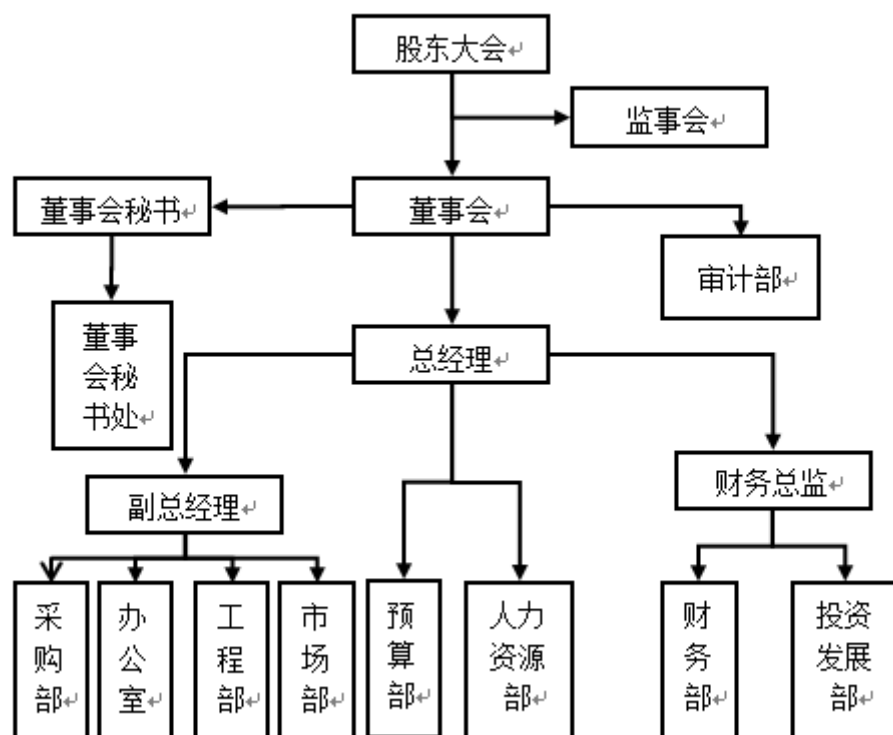 股东大会
监事会
董事会秘书
董事会
审计部
董事
会秘
书处
总经理
副总经理
财务总监
采
购
部
办
公
室
工
程
部
市
场
部
预
算
部
人力
资源
部
财
务
部
投资
发展
部